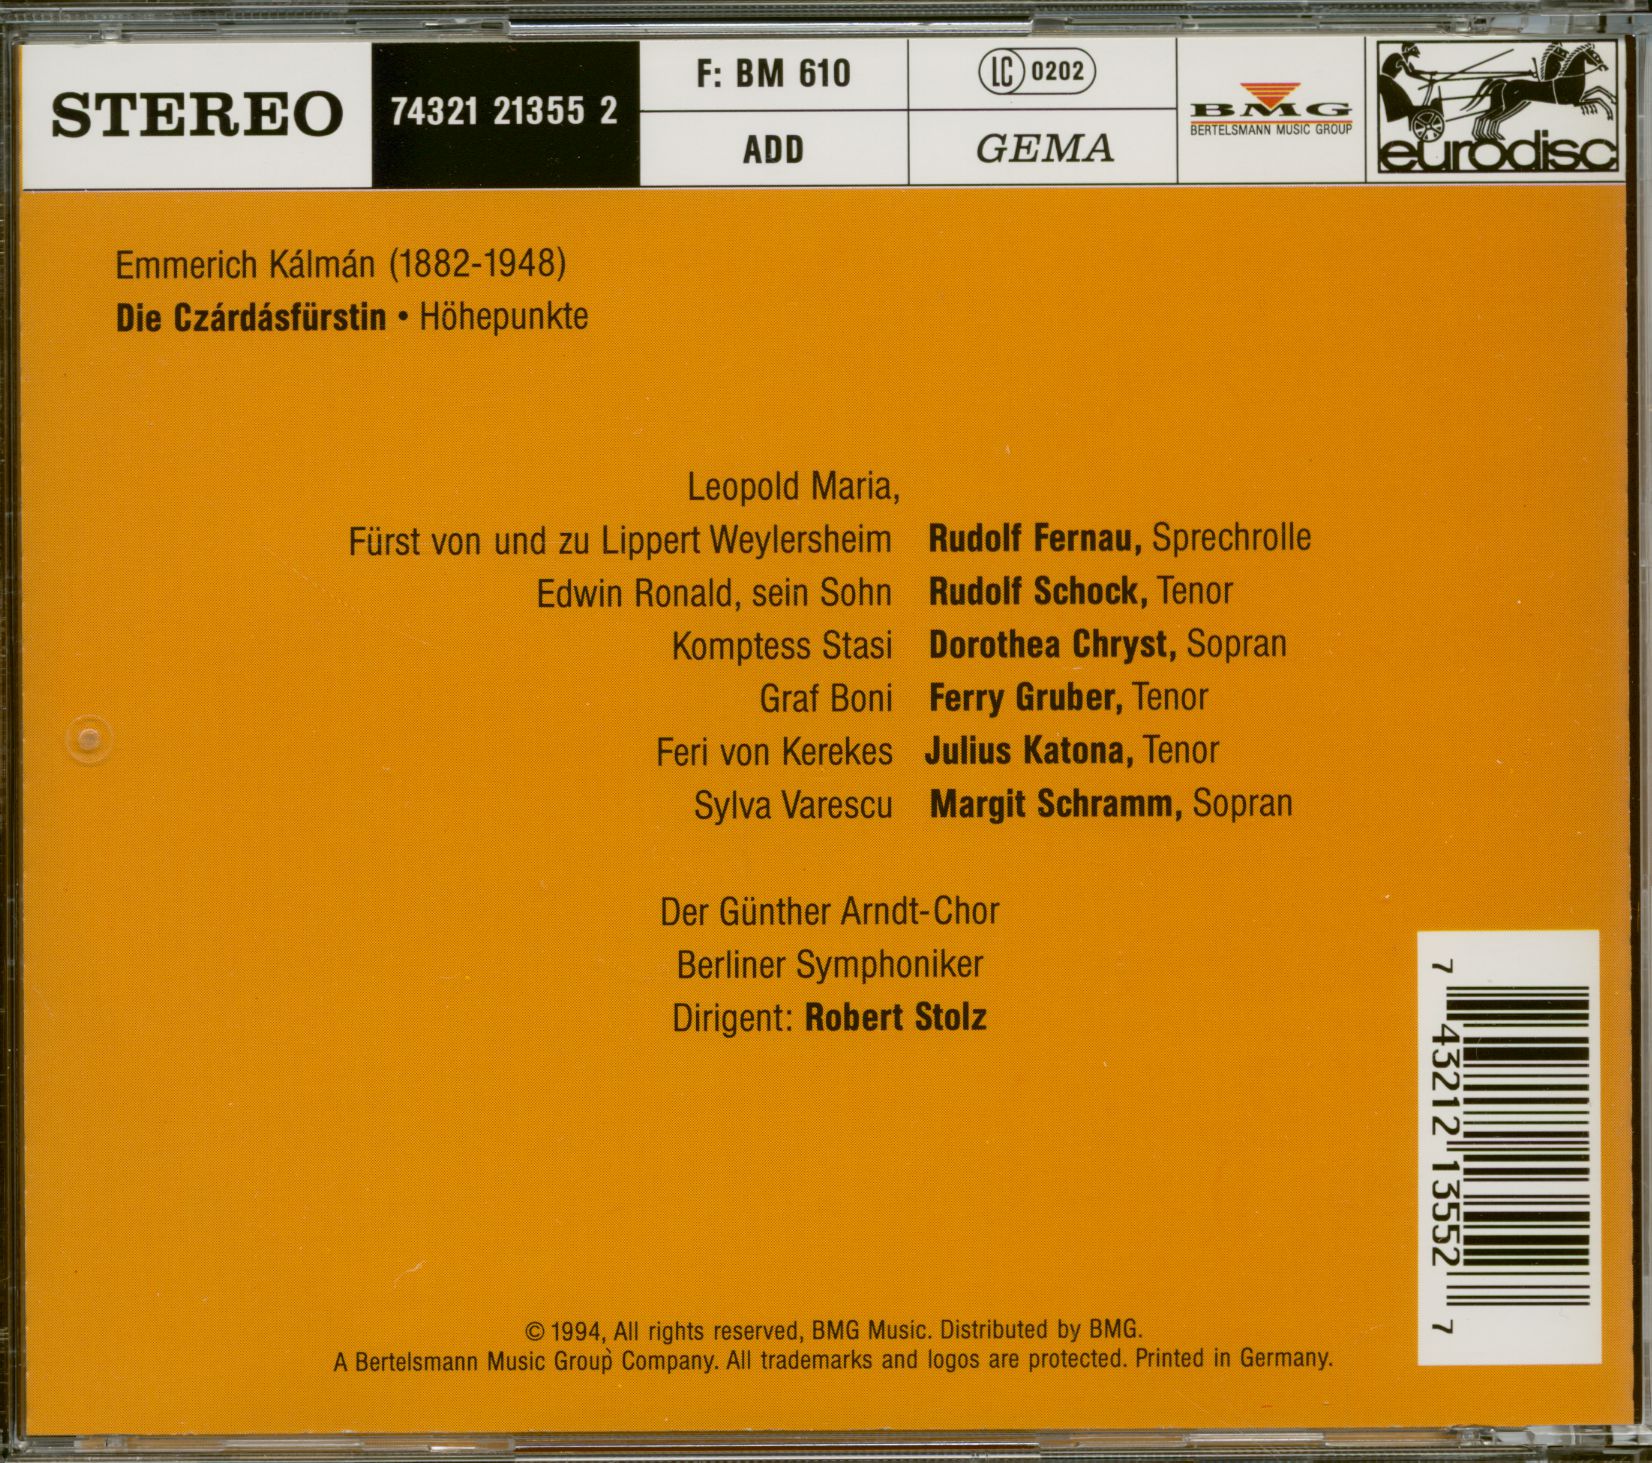 STEREO
74321 21355 2
F: BM 610
ADD
LC 0202
GEMA
BMG
BERTELSMANN MUSIC GROUP
eurodisc
Emmerich Kálmán (1882-1948)
Die Czárdásfürstin • Höhepunkte
Leopold Maria,
Fürst von und zu Lippert Weylersheim Rudolf Fernau, Sprechrolle
Edwin Ronald, sein Sohn Rudolf Schock, Tenor
Komptess Stasi Dorothea Chryst, Sopran
Graf Boni Ferry Gruber, Tenor
Feri von Kerekes Julius Katona, Tenor
Sylva Varescu Margit Schramm, Sopran
Der Günther Arndt-Chor
Berliner Symphoniker
Dirigent: Robert Stolz
7 43212 13552 7
© 1994, All rights reserved, BMG Music. Distributed by BMG.
A Bertelsmann Music Group Company. All trademarks and logos are protected. Printed in Germany.